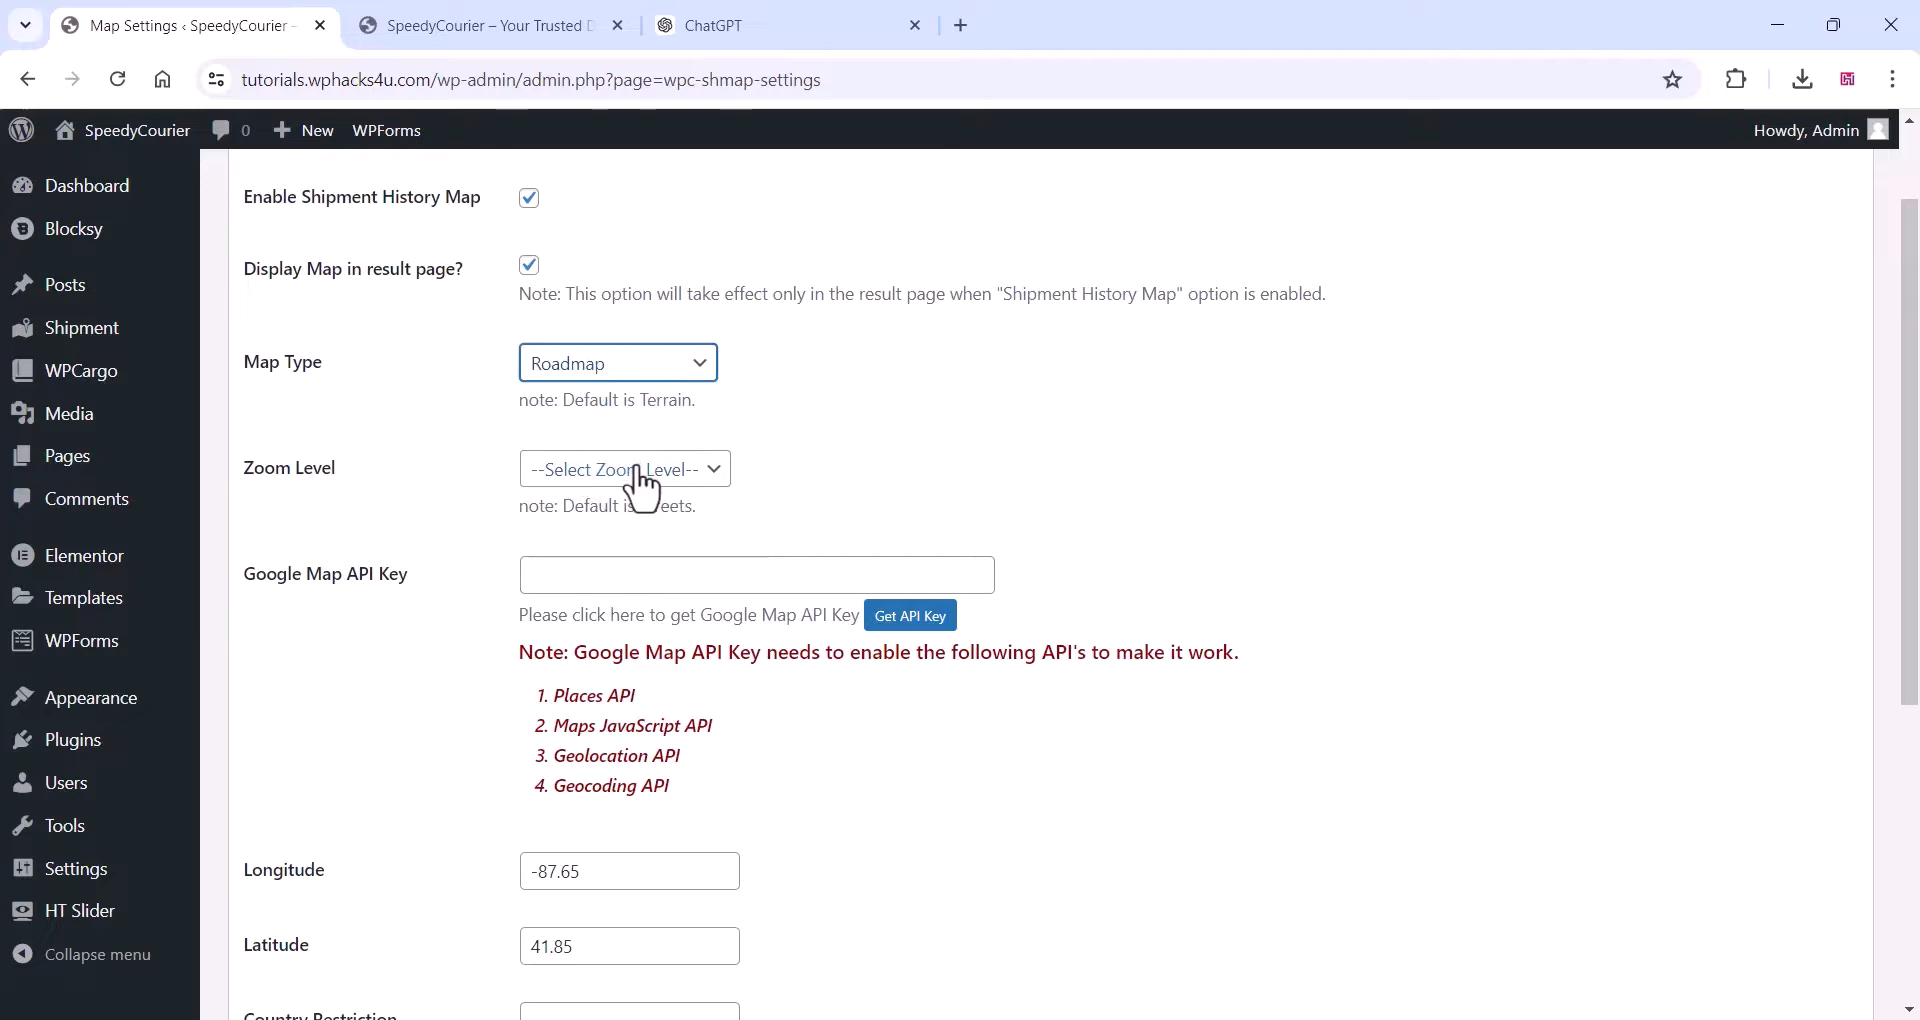 Map Settings ‹ SpeedyCourier –
SpeedyCourier – Your Trusted D
ChatGPT
tutorials.wphacks4u.com/wp-admin/admin.php?page=wpc-shmap-settings
SpeedyCourier
0
New
WPForms
Howdy, Admin
Dashboard
Blocksy
Posts
Shipment
WPCargo
Media
Pages
Comments
Elementor
Templates
WPForms
Appearance
Plugins
Users
Tools
Settings
HT Slider
Collapse menu
Enable Shipment History Map
Display Map in result page?
Note: This option will take effect only in the result page when "Shipment History Map" option is enabled.
Map Type
Roadmap
note: Default is Terrain.
Zoom Level
--Select Zoom Level--
note: Default is
Google Map API Key
Please click here to get Google Map API Key
Get API Key
Note: Google Map API Key needs to enable the following API's to make it work.
1. Places API
2. Maps JavaScript API
3. Geolocation API
4. Geocoding API
Longitude
-87.65
Latitude
41.85
Country Restriction